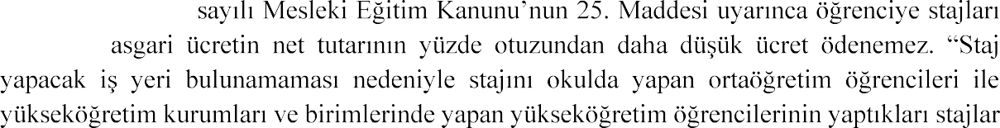 sayılı Mesleki Eğitim Kanunu’nun 25. Maddesi uyarınca öğrenciye stajları
asgari ücretin net tutarının yüzde otuzundan daha düşük ücret ödenemez. “Staj
yapacak iş yeri bulunamaması nedeniyle stajını okulda yapan ortaöğretim öğrencileri ile
yükseköğretim kurumları ve birimlerinde yapan yükseköğretim öğrencilerinin yaptıkları stajlar